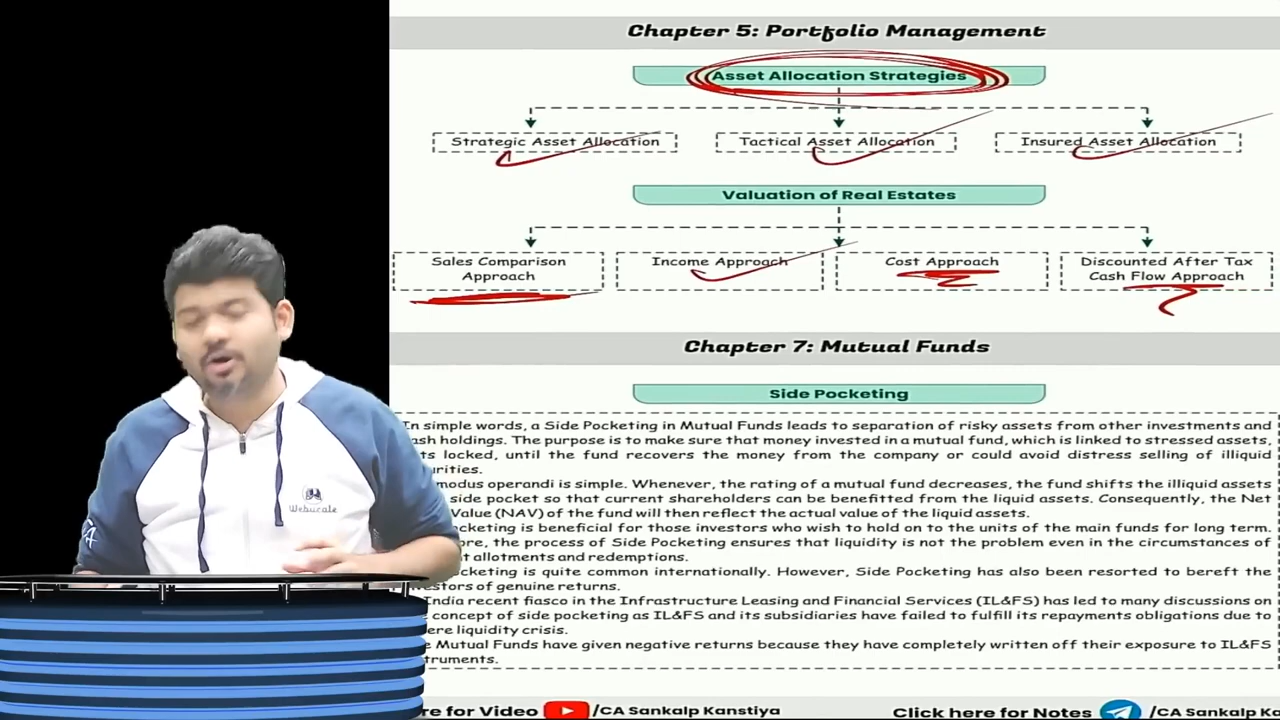 Chapter 5: Portfolio Management
Asset Allocation Strategies
Strategic Asset Allocation
Tactical Asset Allocation
Insured Asset Allocation
Valuation of Real Estates
Sales Comparison
Approach
Income Approach
Cost Approach
Discounted After Tax
Cash Flow Approach
Chapter 7: Mutual Funds
Side Pocketing
In simple words, a Side Pocketing in Mutual Funds leads to separation of risky assets from other investments and
holdings. The purpose is to make sure that money invested in a mutual fund, which is linked to stressed assets,
locked, until the fund recovers the money from the company or could avoid distress selling of illiquid
modus operandi is simple. Whenever, the rating of a mutual fund decreases, the fund shifts the illiquid assets
side pocket so that current shareholders can be benefitted from the liquid assets. Consequently, the Net
Value (NAV) of the fund will then reflect the actual value of the liquid assets.
is beneficial for those investors who wish to hold on to the units of the main funds for long term.
the process of Side Pocketing ensures that liquidity is not the problem even in the circumstances of
allotments and redemptions.
is quite common internationally. However, Side Pocketing has also been resorted to bereft the
of genuine returns.
India recent fiasco in the Infrastructure Leasing and Financial Services (IL&FS) has led to many discussions on
concept of side pocketing as IL&FS and its subsidiaries have failed to fulfill its repayments obligations due to
liquidity crisis.
Mutual Funds have given negative returns because they have completely written off their exposure to IL&FS
Webucate
for Video /CA Sankalp Kanstiya
Click here for Notes /CA Sankalp